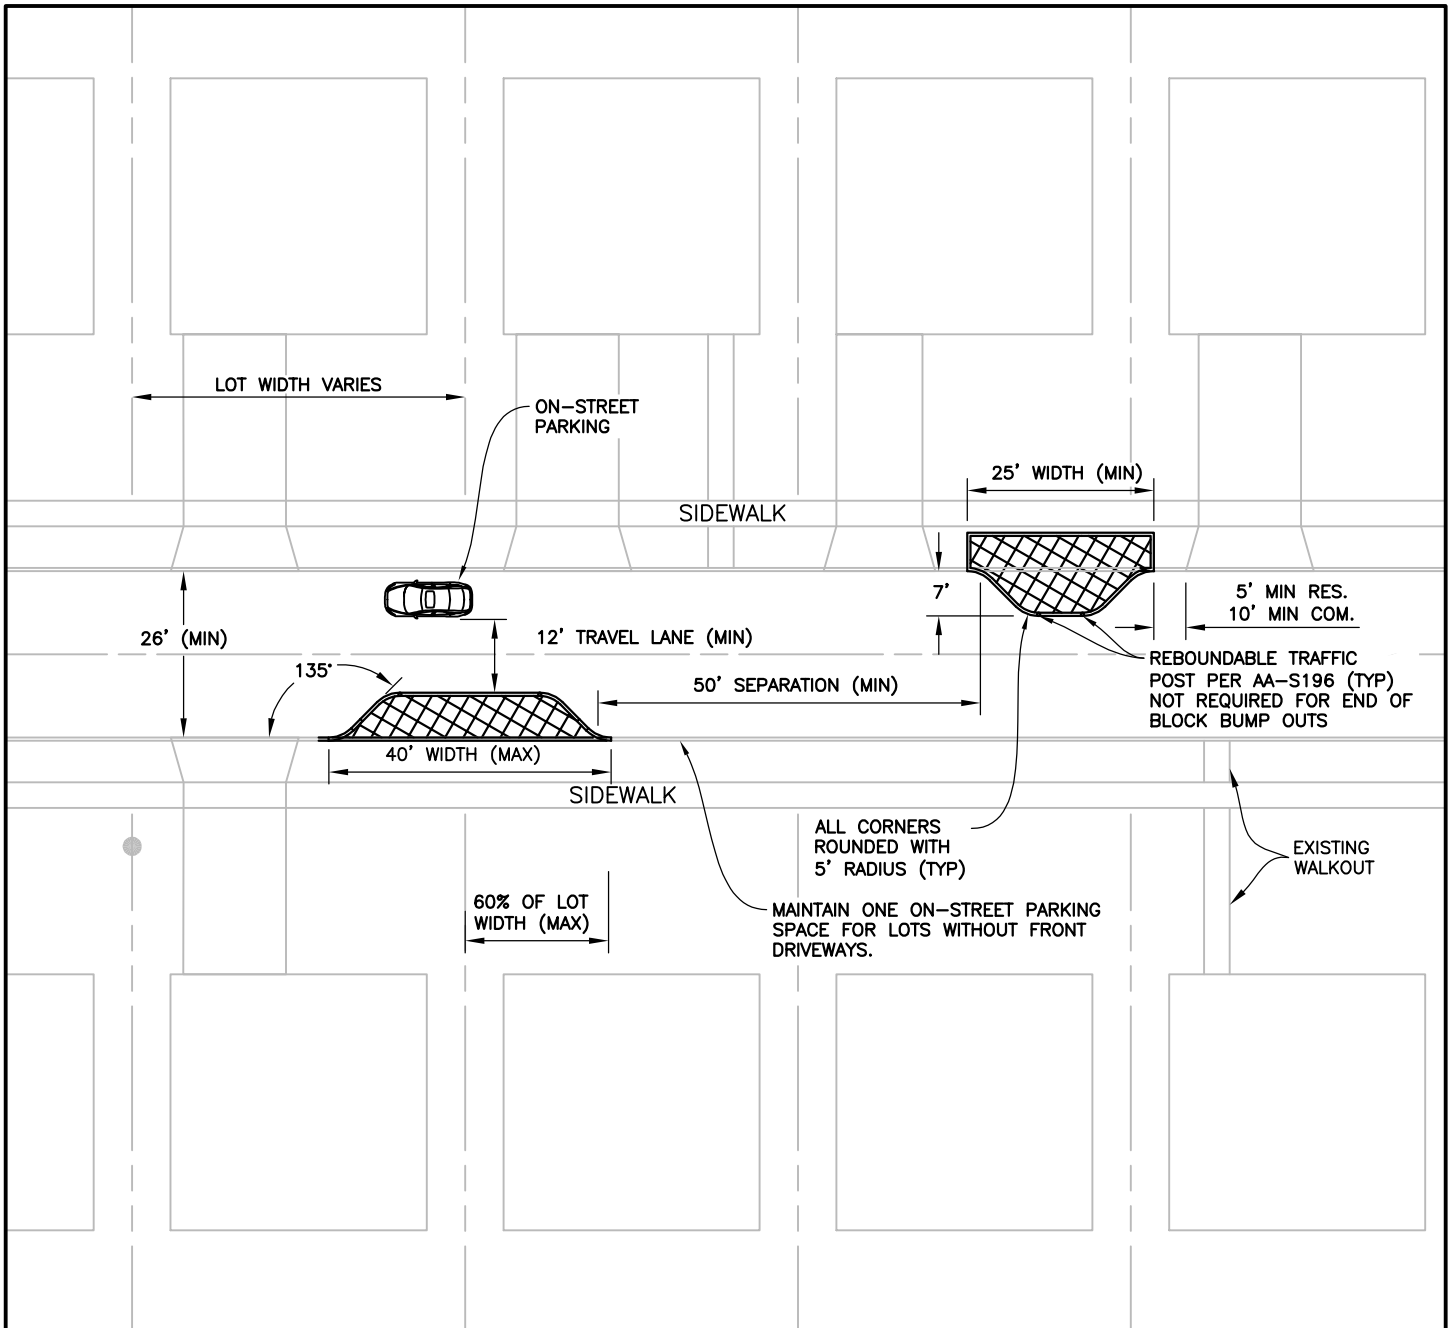 LOT WIDTH VARIES
ON-STREET
PARKING
25' WIDTH (MIN)
SIDEWALK
7'
5' MIN RES.
10' MIN COM.
26' (MIN)
12' TRAVEL LANE (MIN)
135°
50' SEPARATION (MIN)
REBOUNDABLE TRAFFIC
POST PER AA-S196 (TYP)
NOT REQUIRED FOR END OF
BLOCK BUMP OUTS
40' WIDTH (MAX)
SIDEWALK
ALL CORNERS
ROUNDED WITH
5' RADIUS (TYP)
EXISTING
WALKOUT
60% OF LOT
WIDTH (MAX)
MAINTAIN ONE ON-STREET PARKING
SPACE FOR LOTS WITHOUT FRONT
DRIVEWAYS.